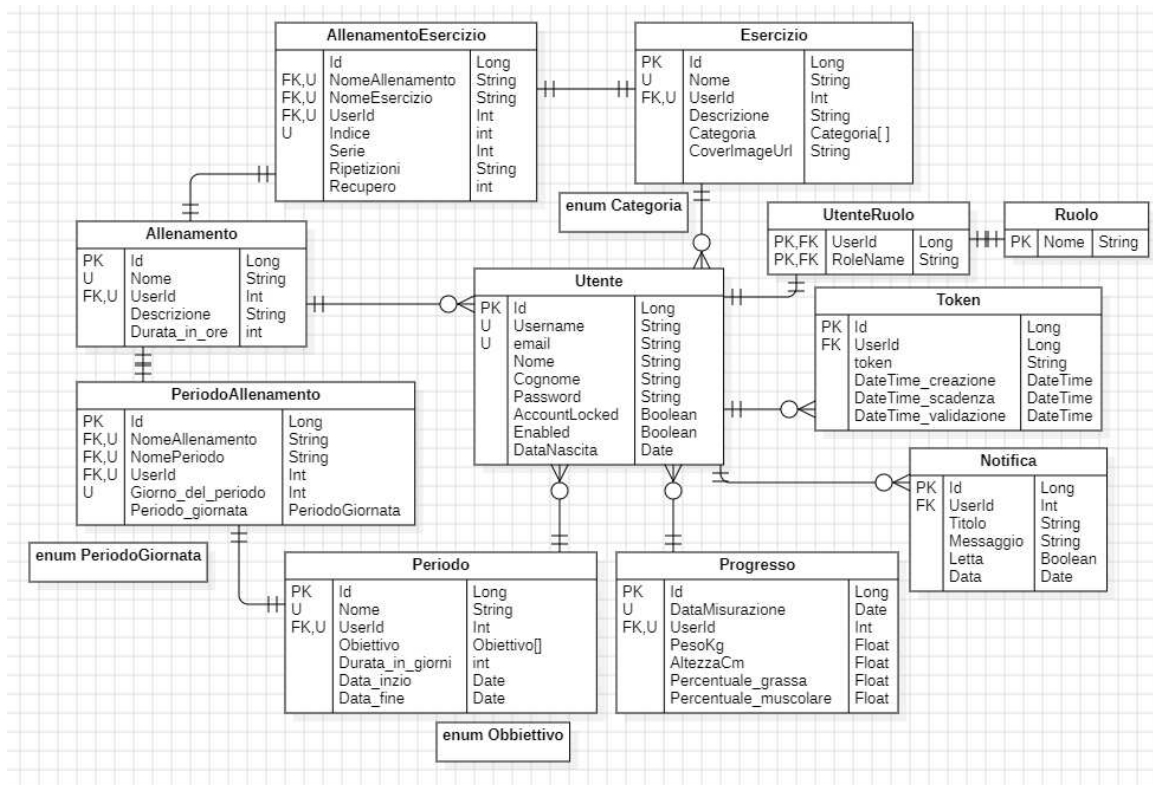 AllenamentoEsercizio
Id Long
FK,U NomeAllenamento String
FK,U NomeEsercizio String
FK,U UserId Int
U Indice int
Serie Int
Ripetizioni String
Recupero int
Esercizio
PK Id Long
U Nome String
FK,U UserId Int
Descrizione String
Categoria Categoria[ ]
CoverImageUrl String
enum Categoria
UtenteRuolo
PK,FK UserId Long
PK,FK RoleName String
Ruolo
PK Nome String
Allenamento
PK Id Long
U Nome String
FK,U UserId Int
Descrizione String
Durata_in_ore int
Utente
PK Id Long
U Username String
U email String
Nome String
Cognome String
Password String
AccountLocked Boolean
Enabled Boolean
DataNascita Date
Token
PK Id Long
FK UserId Long
token String
DateTime_creazione DateTime
DateTime_scadenza DateTime
DateTime_validazione DateTime
PeriodoAllenamento
PK Id Long
FK,U NomeAllenamento String
FK,U NomePeriodo String
FK,U UserId Int
U Giorno_del_periodo Int
Periodo_giornata PeriodoGiornata
enum PeriodoGiornata
Notifica
PK Id Long
FK UserId Int
Titolo String
Messaggio String
Letta Boolean
Data Date
Periodo
PK Id Long
U Nome String
FK,U UserId Int
Obiettivo Obiettivo[]
Durata_in_giorni int
Data_inzio Date
Data_fine Date
enum Obbiettivo
Progresso
PK Id Long
U DataMisurazione Date
FK,U UserId Int
PesoKg Float
AltezzaCm Float
Percentuale_grassa Float
Percentuale_muscolare Float